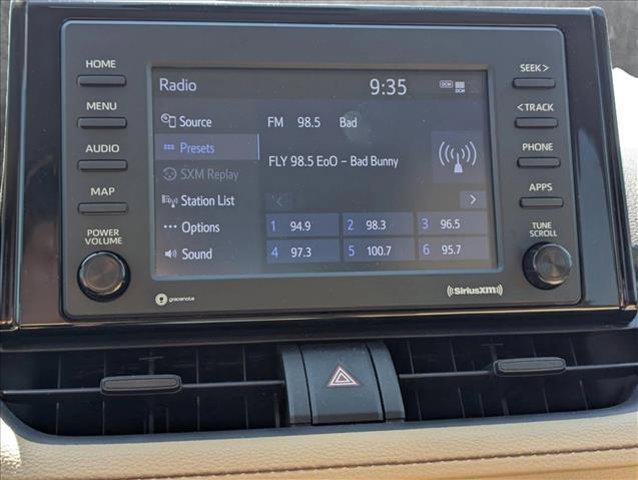 HOME
MENU
AUDIO
MAP
POWER
VOLUME
Radio 9:35
Source FM 98.5 Bad
Presets
FLY 98.5 EoO – Bad Bunny
SXM Replay
Station List
Options
Sound
1 94.9 2 98.3 3 96.5
4 97.3 5 100.7 6 95.7
gracenote
SiriusXM
SEEK >
< TRACK
PHONE
APPS
TUNE
SCROLL